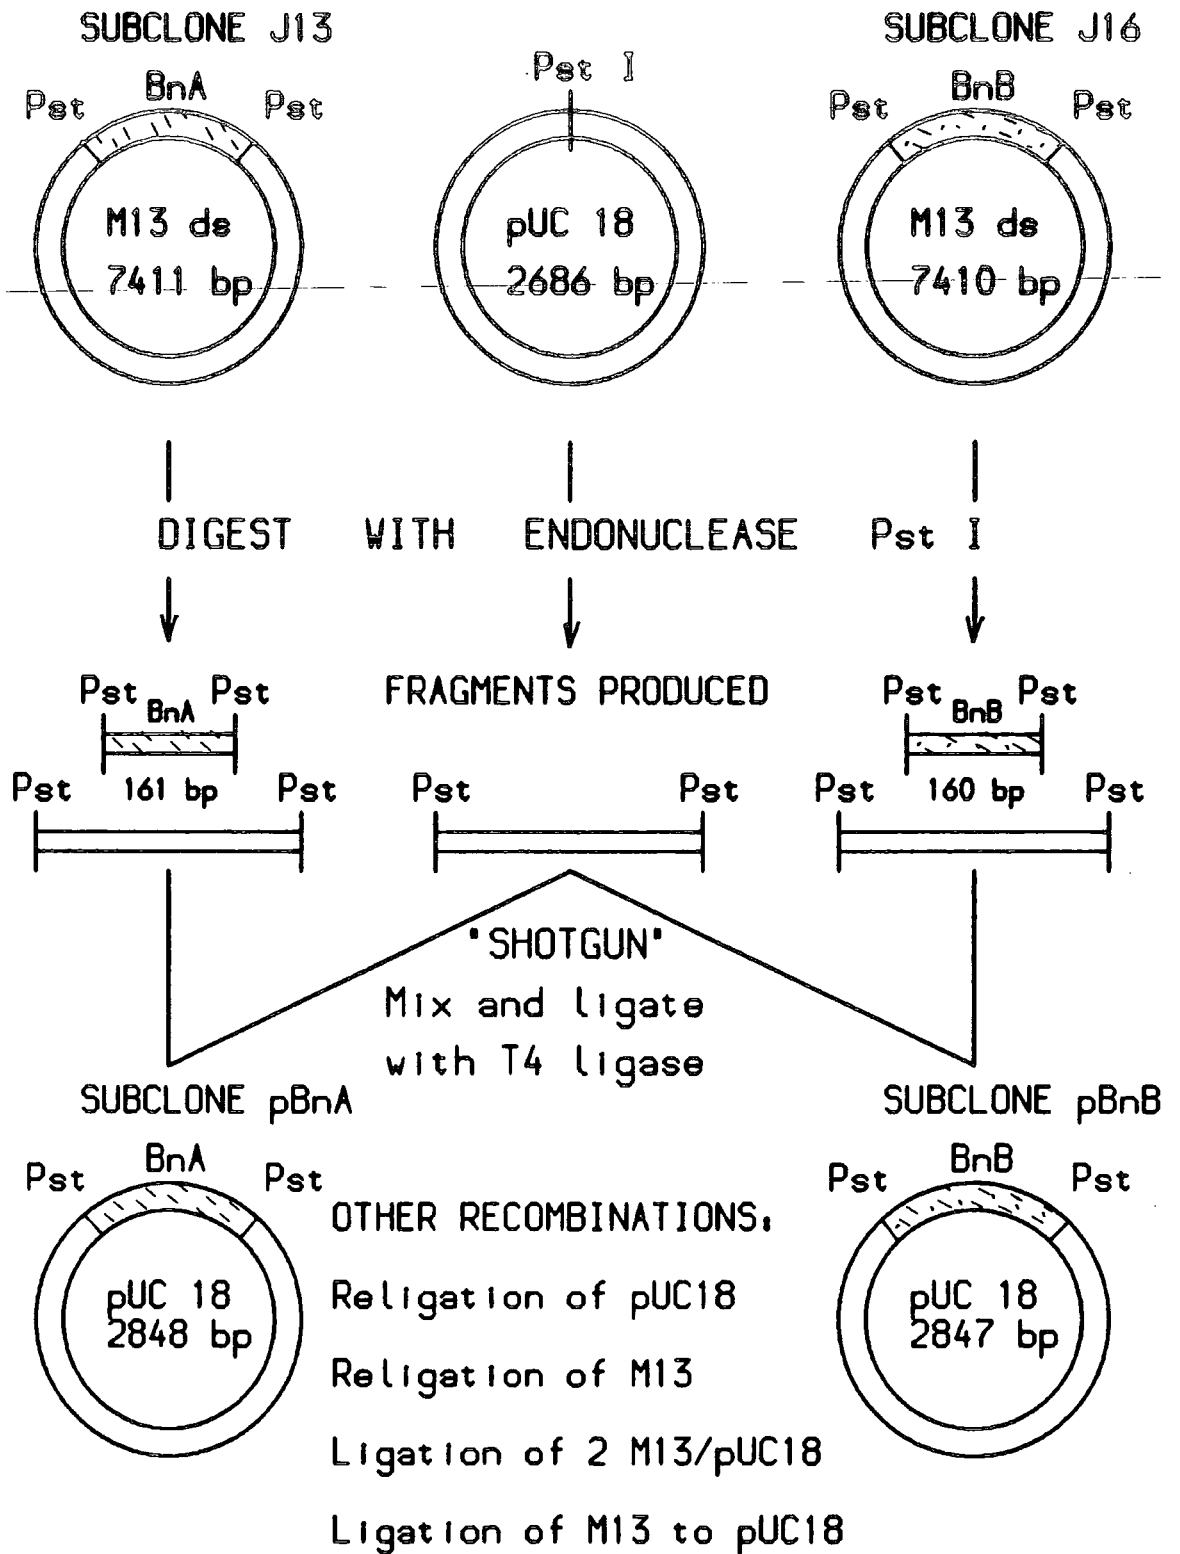 SUBCLONE J13
SUBCLONE J16
Pst BnA Pst
Pst I
Pst BnB Pst
M13 ds
7411 bp
pUC 18
2686 bp
M13 ds
7410 bp
DIGEST WITH ENDONUCLEASE Pst I
Pst BnA Pst
FRAGMENTS PRODUCED
Pst BnB Pst
Pst 161 bp Pst
Pst Pst
Pst 160 bp Pst
"SHOTGUN"
Mix and ligate
with T4 ligase
SUBCLONE pBnA
SUBCLONE pBnB
Pst BnA Pst
Pst BnB Pst
pUC 18
2848 bp
OTHER RECOMBINATIONS:
Religation of pUC18
Religation of M13
Ligation of 2 M13/pUC18
Ligation of M13 to pUC18
pUC 18
2847 bp